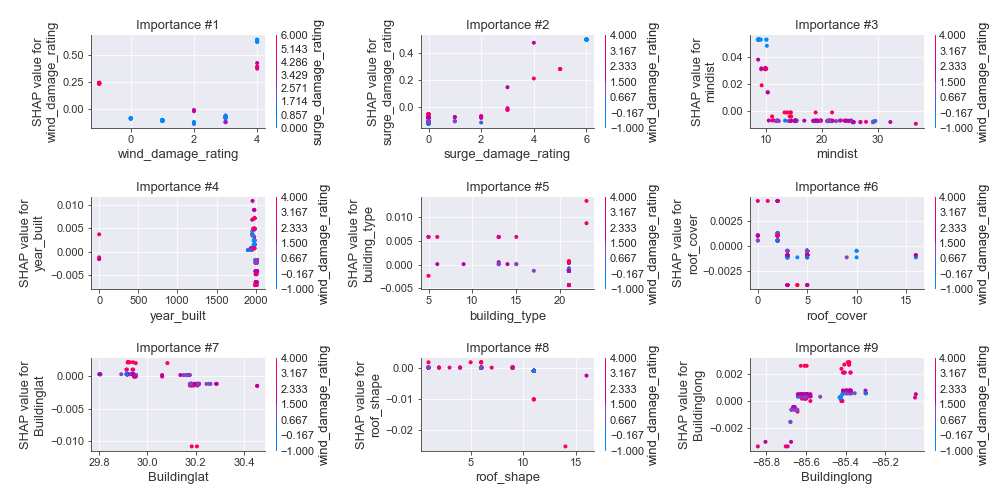 Importance #1
SHAP value for
wind_damage_rating
0.50
0.25
0.00
0
2
4
wind_damage_rating
6.000
5.143
4.286
3.429
2.571
1.714
0.857
0.000
surge_damage_rating
Importance #2
SHAP value for
surge_damage_rating
0.4
0.2
0.0
0
2
4
6
surge_damage_rating
4.000
3.167
2.333
1.500
0.667
−0.167
−1.000
wind_damage_rating
Importance #3
SHAP value for
mindist
0.04
0.02
0.00
10
20
30
mindist
4.000
3.167
2.333
1.500
0.667
−0.167
−1.000
wind_damage_rating
Importance #4
SHAP value for
year_built
0.010
0.005
0.000
−0.005
0
500
1000
1500
2000
year_built
4.000
3.167
2.333
1.500
0.667
−0.167
−1.000
wind_damage_rating
Importance #5
SHAP value for
building_type
0.010
0.005
0.000
−0.005
5
10
15
20
building_type
4.000
3.167
2.333
1.500
0.667
−0.167
−1.000
wind_damage_rating
Importance #6
SHAP value for
roof_cover
0.0025
0.0000
−0.0025
0
5
10
15
roof_cover
4.000
3.167
2.333
1.500
0.667
−0.167
−1.000
wind_damage_rating
Importance #7
SHAP value for
Buildinglat
0.000
−0.005
−0.010
29.8
30.0
30.2
30.4
Buildinglat
4.000
3.167
2.333
1.500
0.667
−0.167
−1.000
wind_damage_rating
Importance #8
SHAP value for
roof_shape
0.00
−0.01
−0.02
5
10
15
roof_shape
4.000
3.167
2.333
1.500
0.667
−0.167
−1.000
wind_damage_rating
Importance #9
SHAP value for
Buildinglong
0.002
0.000
−0.002
−85.8
−85.6
−85.4
−85.2
Buildinglong
4.000
3.167
2.333
1.500
0.667
−0.167
−1.000
wind_damage_rating